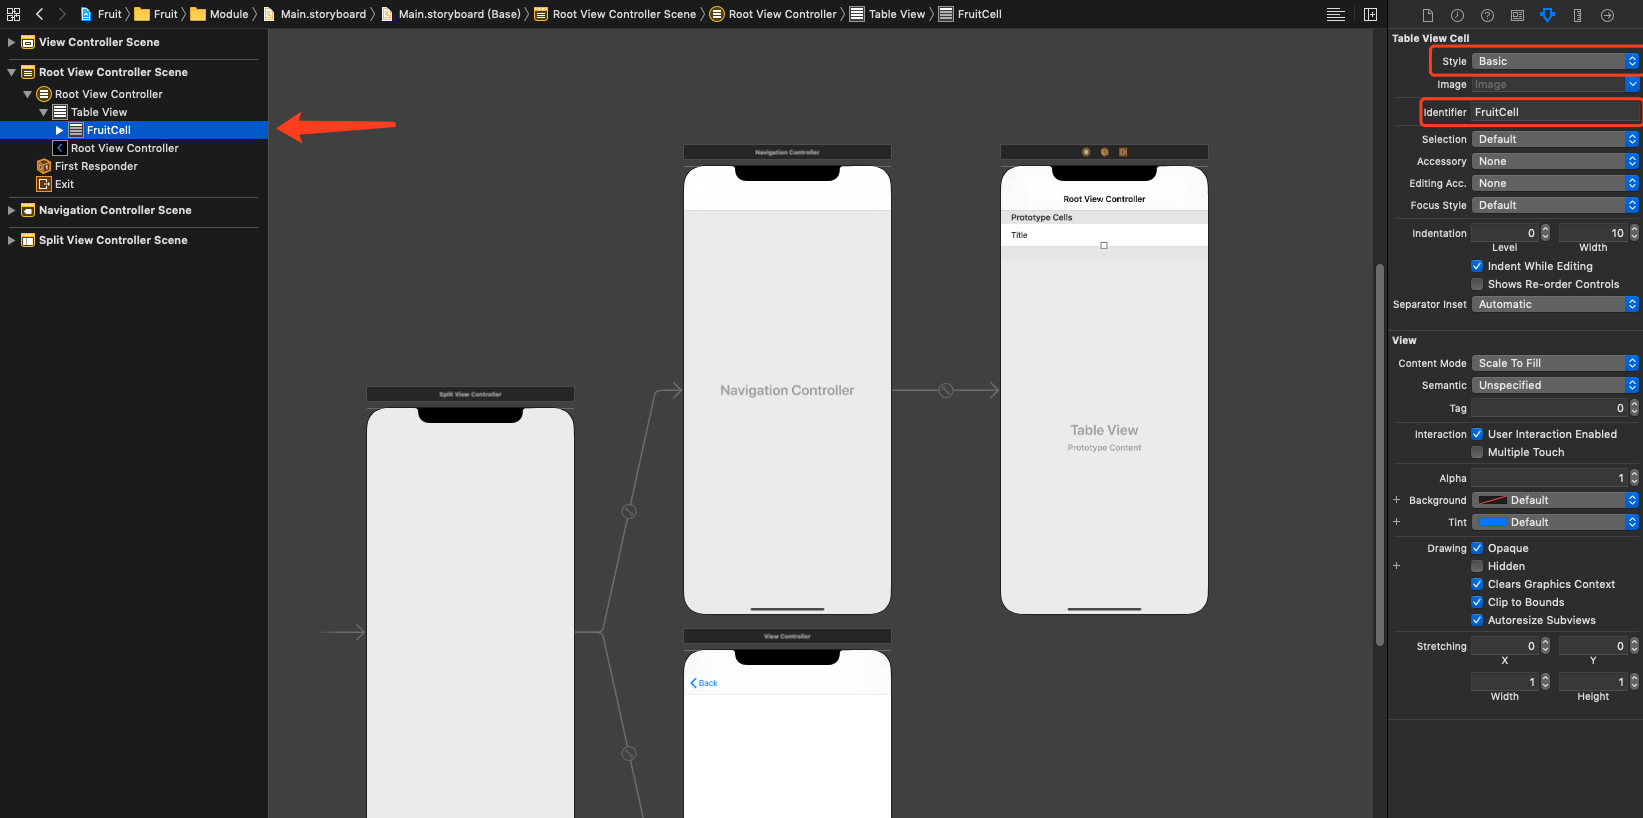 Fruit Fruit Module Main.storyboard Main.storyboard (Base) Root View Controller Scene Root View Controller Table View FruitCell
View Controller Scene
Root View Controller Scene
Root View Controller
Table View
FruitCell
Root View Controller
First Responder
Exit
Navigation Controller Scene
Split View Controller Scene
Split View Controller
Navigation Controller
Navigation Controller
View Controller
Back
Root View Controller
Prototype Cells
Title
Table View
Prototype Content
Table View Cell
Style Basic
Image Image
Identifier FruitCell
Selection Default
Accessory None
Editing Acc. None
Focus Style Default
Indentation 0 10
Level Width
Indent While Editing
Shows Re-order Controls
Separator Inset Automatic
View
Content Mode Scale To Fill
Semantic Unspecified
Tag 0
Interaction User Interaction Enabled
Multiple Touch
Alpha 1
+ Background Default
+ Tint Default
Drawing Opaque
+ Hidden
Clears Graphics Context
Clip to Bounds
Autoresize Subviews
Stretching 0 0
X Y
1 1
Width Height